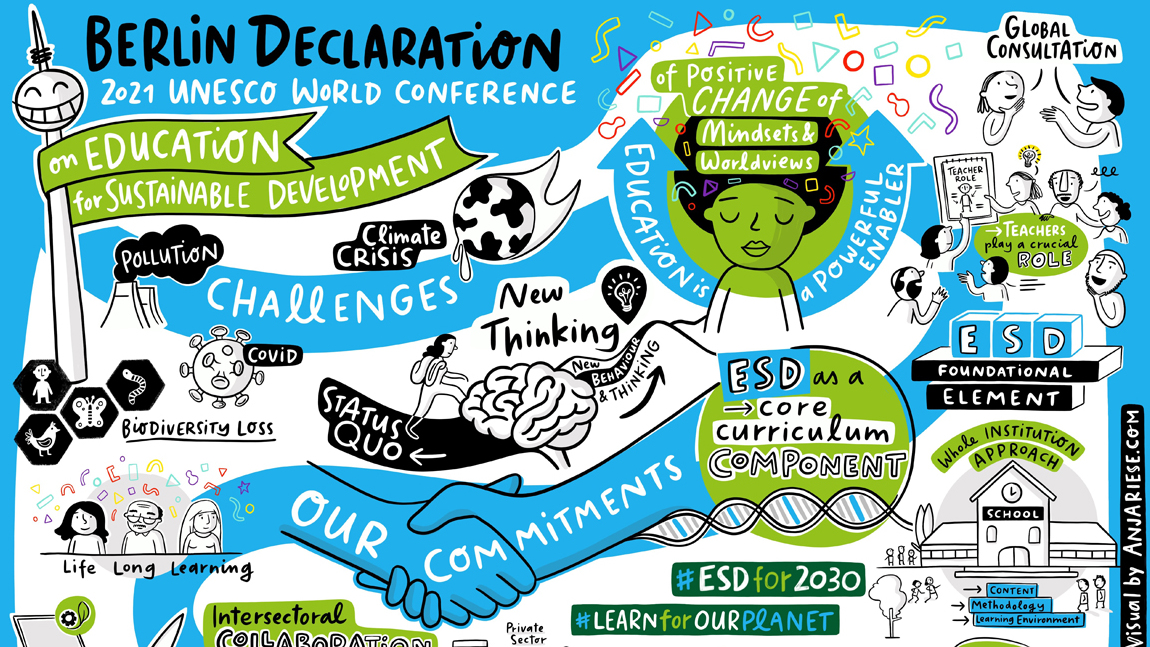 BERLIN DECLARATION
2021 UNESCO WORLD CONFERENCE
on EDUCATION
for SUSTAINABLE DEVELOPMENT
POLLUTION
Climate
CRISIS
CHALLENGES
COVID
BIODIVERSITY LOSS
New
Thinking
New
BEHAVIOUR
& THINKING
STATUS
QUO
EDUCATION is
a POWERFUL
ENABLER
of POSITIVE
CHANGE of
Mindsets &
Worldviews
GLOBAL
CONSULTATION
TEACHER
ROLE
TEACHERS
play a crucial
ROLE
ESD
FOUNDATIONAL
ELEMENT
ESD as a
core
curriculum
COMPONENT
Whole INSTITUTION
APPROACH
SCHOOL
CONTENT
Methodology
Learning Environment
OUR COMMITMENTS
Life Long Learning
#ESDfor2030
#LEARNforOURPLANET
Intersectoral
COLLABORATION
Private
Sector
Visual by ANJARIESE.COM